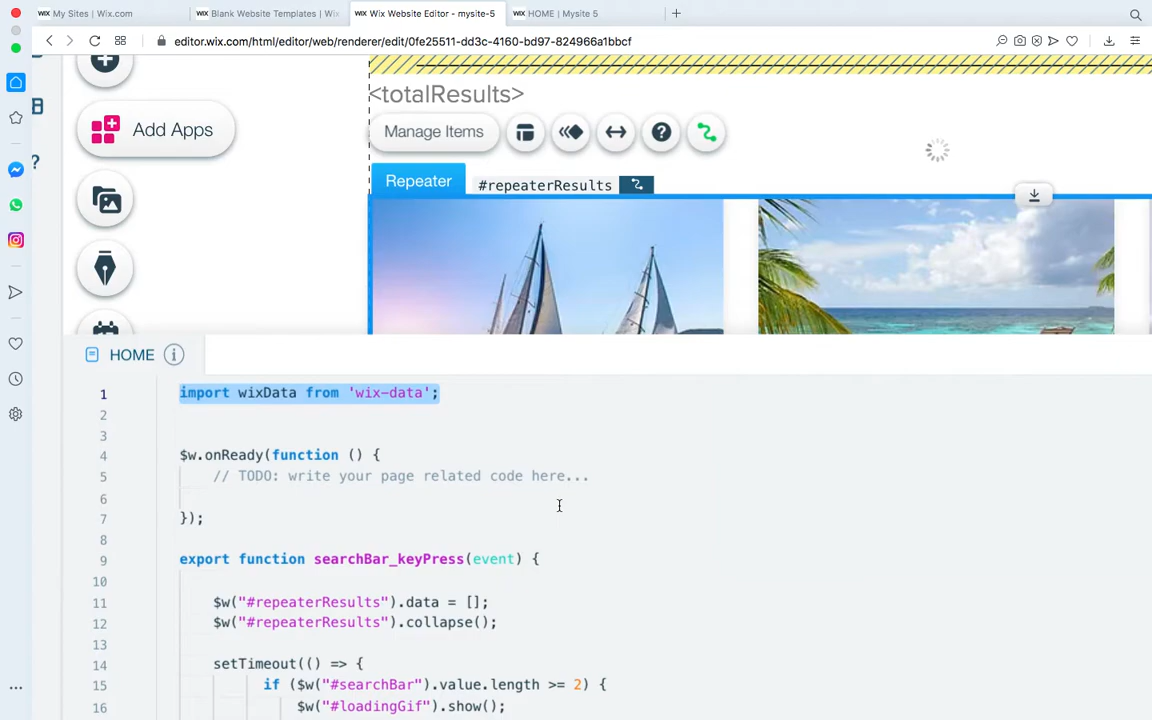 WIX My Sites | Wix.com
WIX Blank Website Templates | Wi
WIX Wix Website Editor - mysite-5
WIX HOME | Mysite 5
editor.wix.com/html/editor/web/renderer/edit/0fe25511-dd3c-4160-bd97-824966a1bbcf
<totalResults>
Manage Items
?
Add Apps
?
Repeater
#repeaterResults
HOME i
1 import wixData from 'wix-data';
2
3
4 $w.onReady(function () {
5 // TODO: write your page related code here...
6
7 });
8
9 export function searchBar_keyPress(event) {
10
11 $w("#repeaterResults").data = [];
12 $w("#repeaterResults").collapse();
13
14 setTimeout(() => {
15 if ($w("#searchBar").value.length >= 2) {
16 $w("#loadingGif").show();